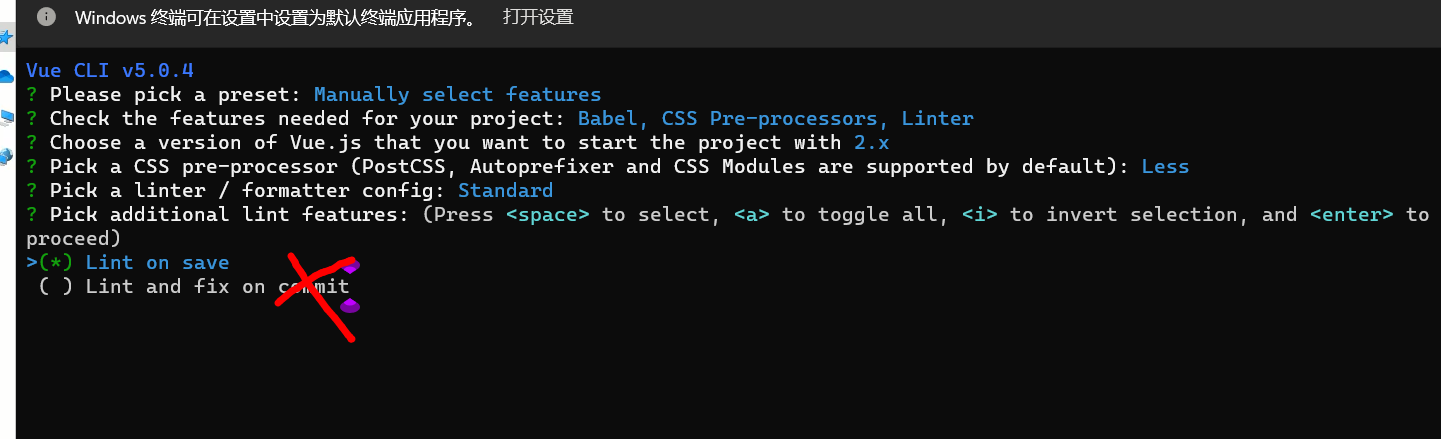 Windows 终端可在设置中设置为默认终端应用程序。 打开设置
Vue CLI v5.0.4
? Please pick a preset: Manually select features
? Check the features needed for your project: Babel, CSS Pre-processors, Linter
? Choose a version of Vue.js that you want to start the project with 2.x
? Pick a CSS pre-processor (PostCSS, Autoprefixer and CSS Modules are supported by default): Less
? Pick a linter / formatter config: Standard
? Pick additional lint features: (Press <space> to select, <a> to toggle all, <i> to invert selection, and <enter> to
proceed)
>(*) Lint on save
 ( ) Lint and fix on commit